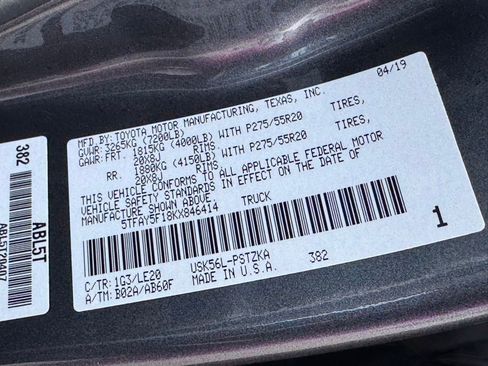 04/19
MFD.BY:TOYOTA MOTOR MANUFACTURING, TEXAS, INC.
GVWR:3265KG (7200LB)
GAWR:FRT. 1815KG (4000LB)WITH P275/55R20 TIRES,
20X8J RIMS
RR. 1880KG (4150LB)WITH P275/55R20 TIRES,
20X8J RIMS
THIS VEHICLE CONFORMS TO ALL APPLICABLE FEDERAL MOTOR
VEHICLE SAFETY STANDARDS IN EFFECT ON THE DATE OF
MANUFACTURE SHOWN ABOVE.
5TFAY5F18KX846414 TRUCK
1
C/TR: 1G3/LE20 USK56L-PSTZKA 382
A/TM: B02A/AB60F MADE IN U.S.A.
382
ABL5T